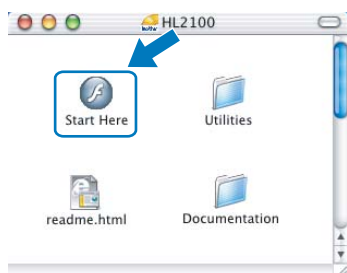 HL2100
Start Here
Utilities
readme.html
Documentation